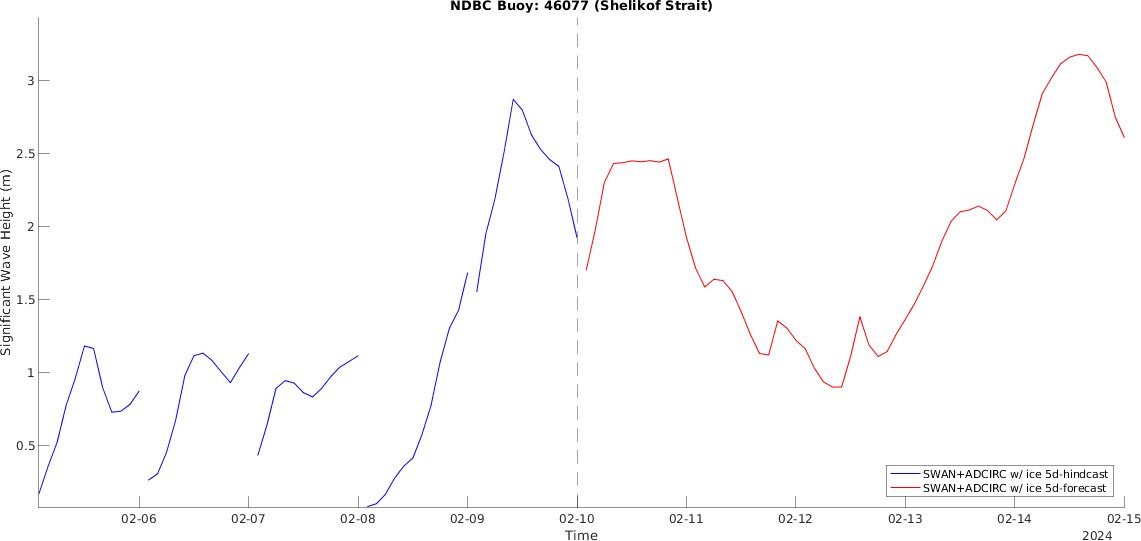 NDBC Buoy: 46077 (Shelikof Strait)
Significant Wave Height (m)
3
2.5
2
1.5
1
0.5
SWAN+ADCIRC w/ ice 5d-hindcast
SWAN+ADCIRC w/ ice 5d-forecast
02-06 02-07 02-08 02-09 02-10 02-11 02-12 02-13 02-14 02-15
Time
2024